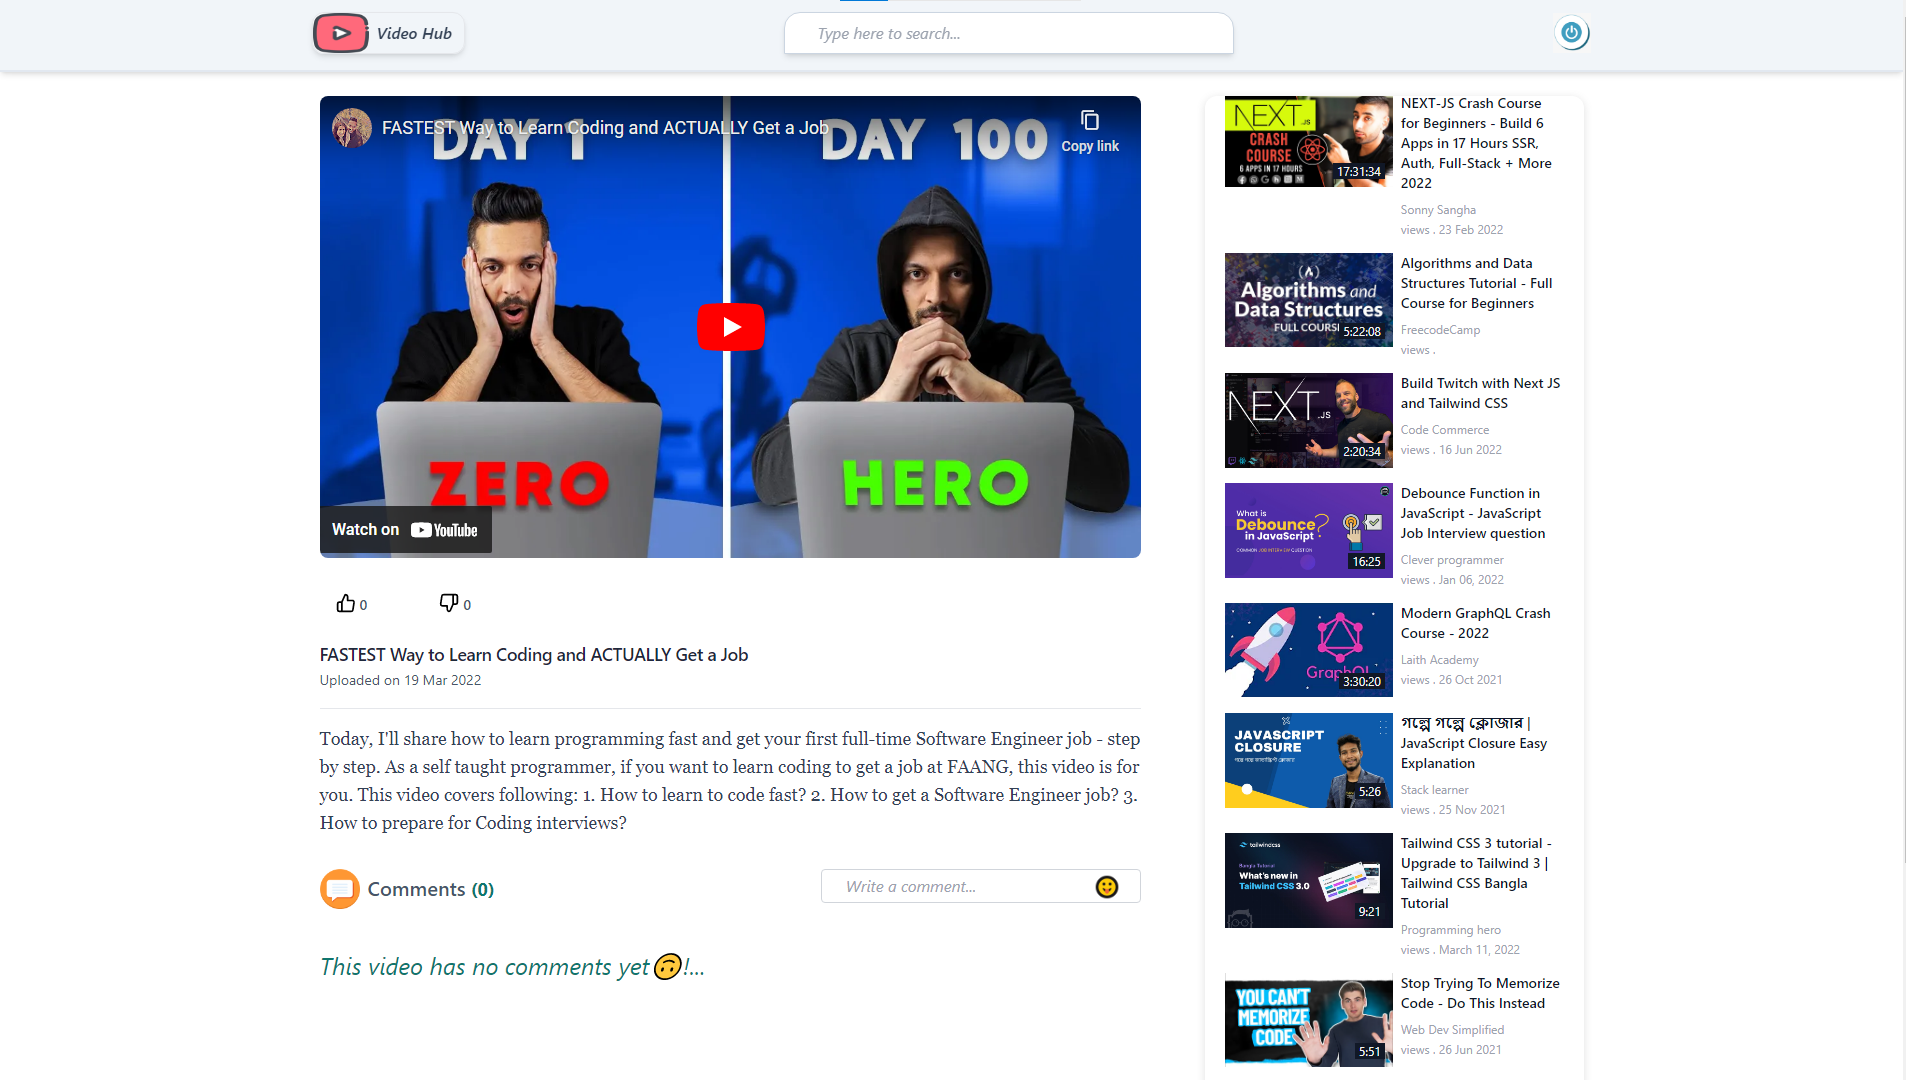 Video Hub
Type here to search...
FASTEST Way to Learn Coding and ACTUALLY Get a Job
Copy link
DAY 1
DAY 100
ZERO
HERO
Watch on YouTube
0
0
FASTEST Way to Learn Coding and ACTUALLY Get a Job
Uploaded on 19 Mar 2022
Today, I'll share how to learn programming fast and get your first full-time Software Engineer job - step
by step. As a self taught programmer, if you want to learn coding to get a job at FAANG, this video is for
you. This video covers following: 1. How to learn to code fast? 2. How to get a Software Engineer job? 3.
How to prepare for Coding interviews?
Comments (0)
Write a comment...
This video has no comments yet🙃!...
NEXT.JS
CRASH
COURSE
6 APPS IN 17 HOURS
17:31:34
NEXT-JS Crash Course
for Beginners - Build 6
Apps in 17 Hours SSR,
Auth, Full-Stack + More
2022
Sonny Sangha
views . 23 Feb 2022
Algorithms and
Data Structures
FULL COURSE
5:22:08
Algorithms and Data
Structures Tutorial - Full
Course for Beginners
FreecodeCamp
views .
NEXT.JS
2:20:34
Build Twitch with Next JS
and Tailwind CSS
Code Commerce
views . 16 Jun 2022
What is
Debounce?
in JavaScript
COMMON JOB INTERVIEW QUESTION
16:25
Debounce Function in
JavaScript - JavaScript
Job Interview question
Clever programmer
views . Jan 06, 2022
GraphQL
3:30:20
Modern GraphQL Crash
Course - 2022
Laith Academy
views . 26 Oct 2021
JAVASCRIPT
CLOSURE
5:26
গল্পে গল্পে ক্লোজার |
JavaScript Closure Easy
Explanation
Stack learner
views . 25 Nov 2021
tailwindcss
Bangla Tutorial
What's new in
Tailwind CSS 3.0
9:21
Tailwind CSS 3 tutorial -
Upgrade to Tailwind 3 |
Tailwind CSS Bangla
Tutorial
Programming hero
views . March 11, 2022
YOU CAN'T
MEMORIZE
CODE
5:51
Stop Trying To Memorize
Code - Do This Instead
Web Dev Simplified
views . 26 Jun 2021